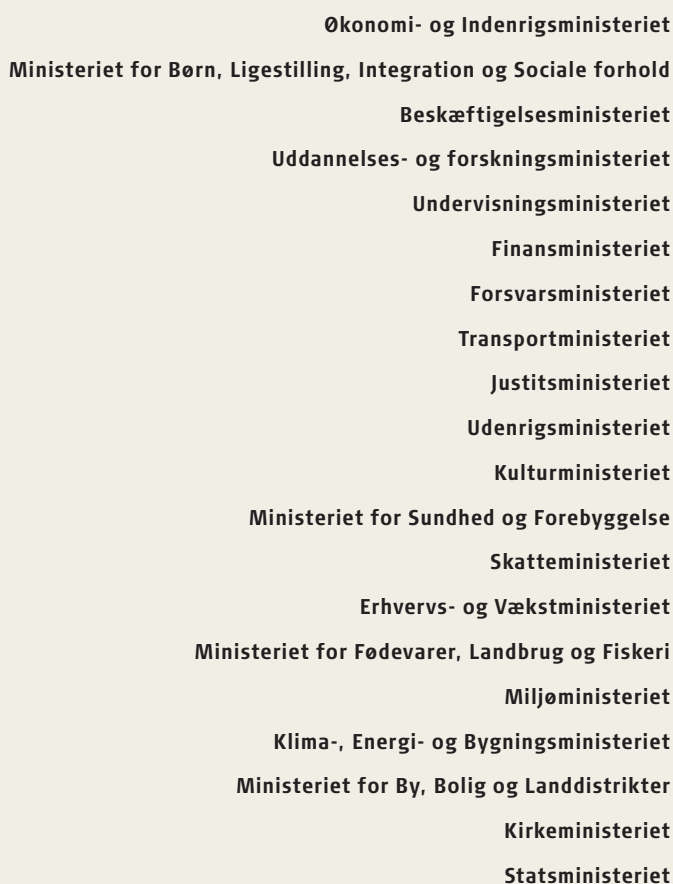 Økonomi- og Indenrigsministeriet
Ministeriet for Børn, Ligestilling, Integration og Sociale forhold
Beskæftigelsesministeriet
Uddannelses- og forskningsministeriet
Undervisningsministeriet
Finansministeriet
Forsvarsministeriet
Transportministeriet
Justitsministeriet
Udenrigsministeriet
Kulturministeriet
Ministeriet for Sundhed og Forebyggelse
Skatteministeriet
Erhvervs- og Vækstministeriet
Ministeriet for Fødevarer, Landbrug og Fiskeri
Miljøministeriet
Klima-, Energi- og Bygningsministeriet
Ministeriet for By, Bolig og Landdistrikter
Kirkeministeriet
Statsministeriet